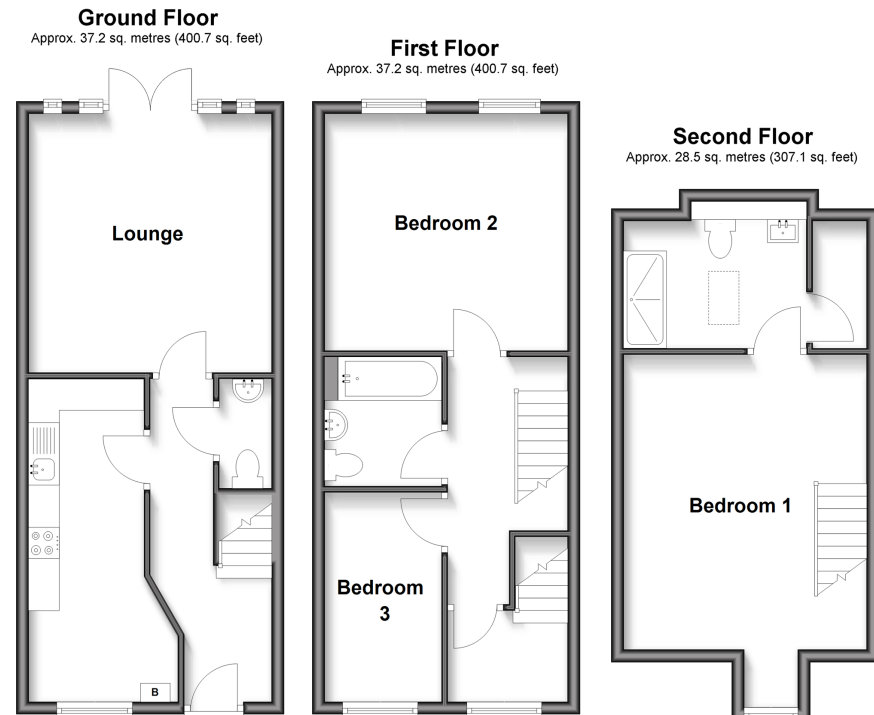 Ground Floor
Approx. 37.2 sq. metres (400.7 sq. feet)
Lounge
B
First Floor
Approx. 37.2 sq. metres (400.7 sq. feet)
Bedroom 2
Bedroom
3
Second Floor
Approx. 28.5 sq. metres (307.1 sq. feet)
Bedroom 1